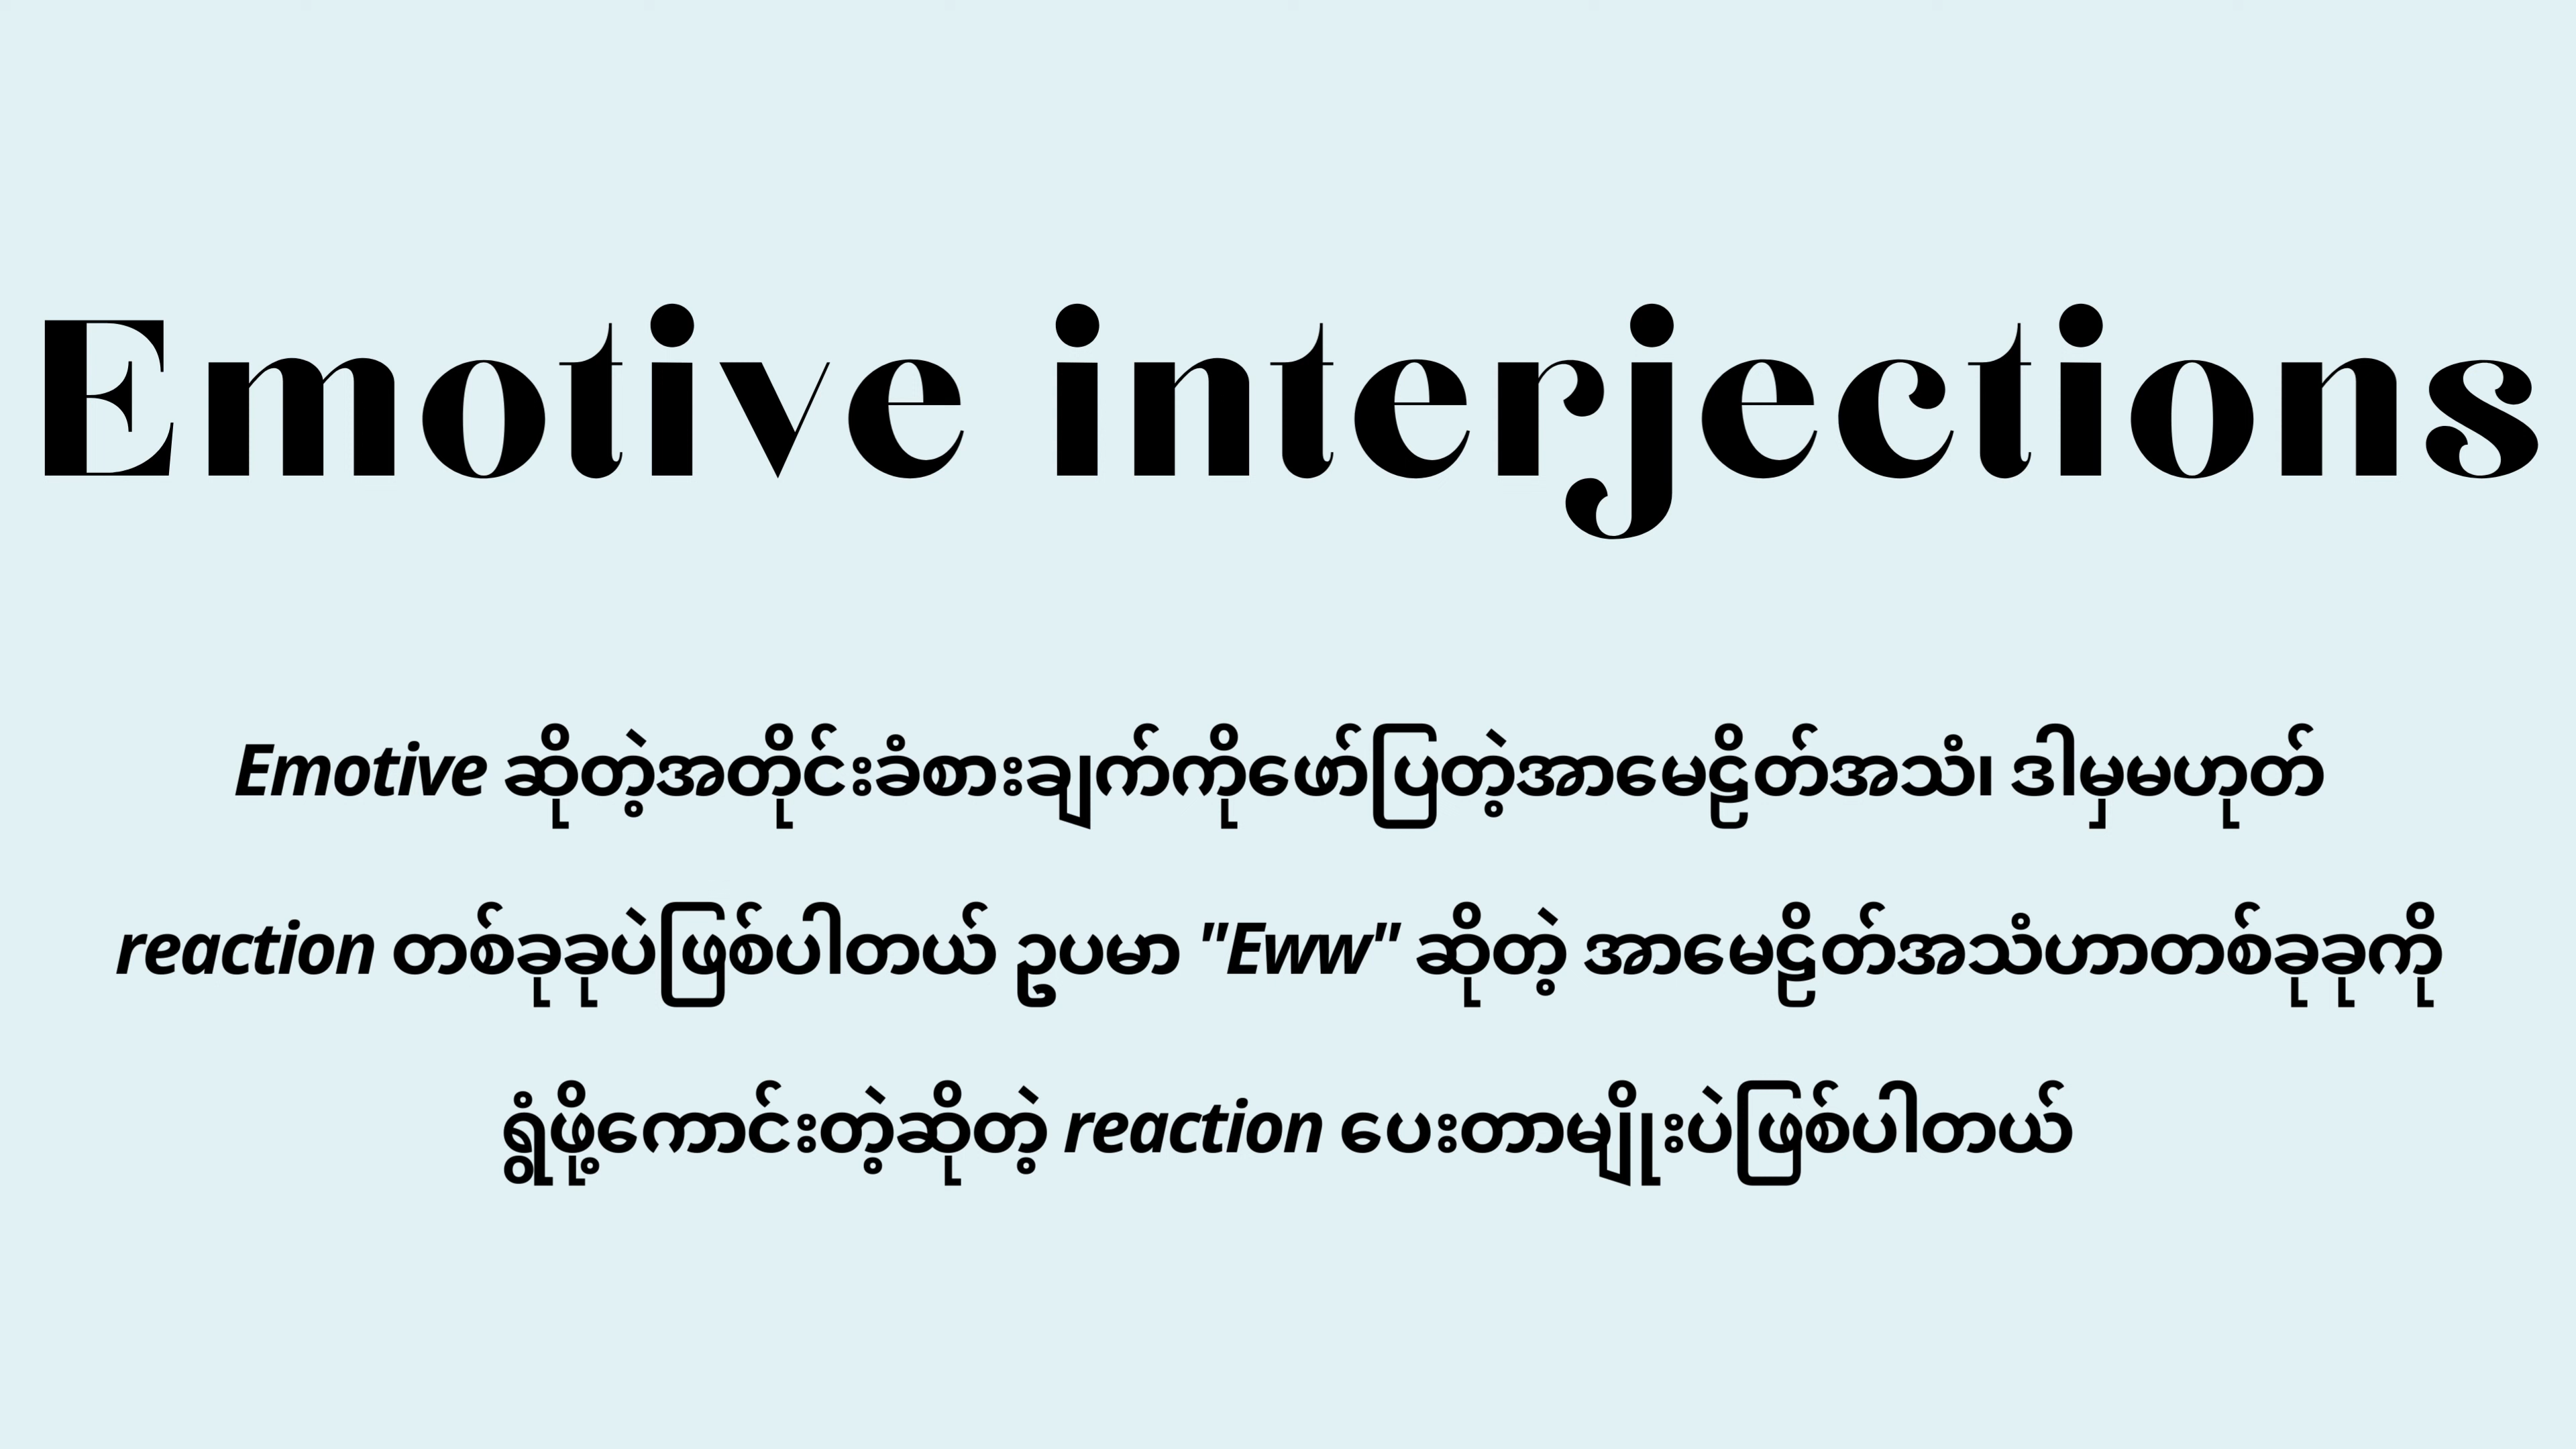 Emotive interjections
Emotive ဆိုတဲ့အတိုင်းခံစားချက်ကိုဖော်ပြတဲ့အာမေဠိတ်အသံ၊ ဒါမှမဟုတ်
reaction တစ်ခုခုပဲဖြစ်ပါတယ် ဥပမာ "Eww" ဆိုတဲ့ အာမေဠိတ်အသံဟာတစ်ခုခုကို
ရွံဖို့ကောင်းတဲ့ဆိုတဲ့ reaction ပေးတာမျိုးပဲဖြစ်ပါတယ်